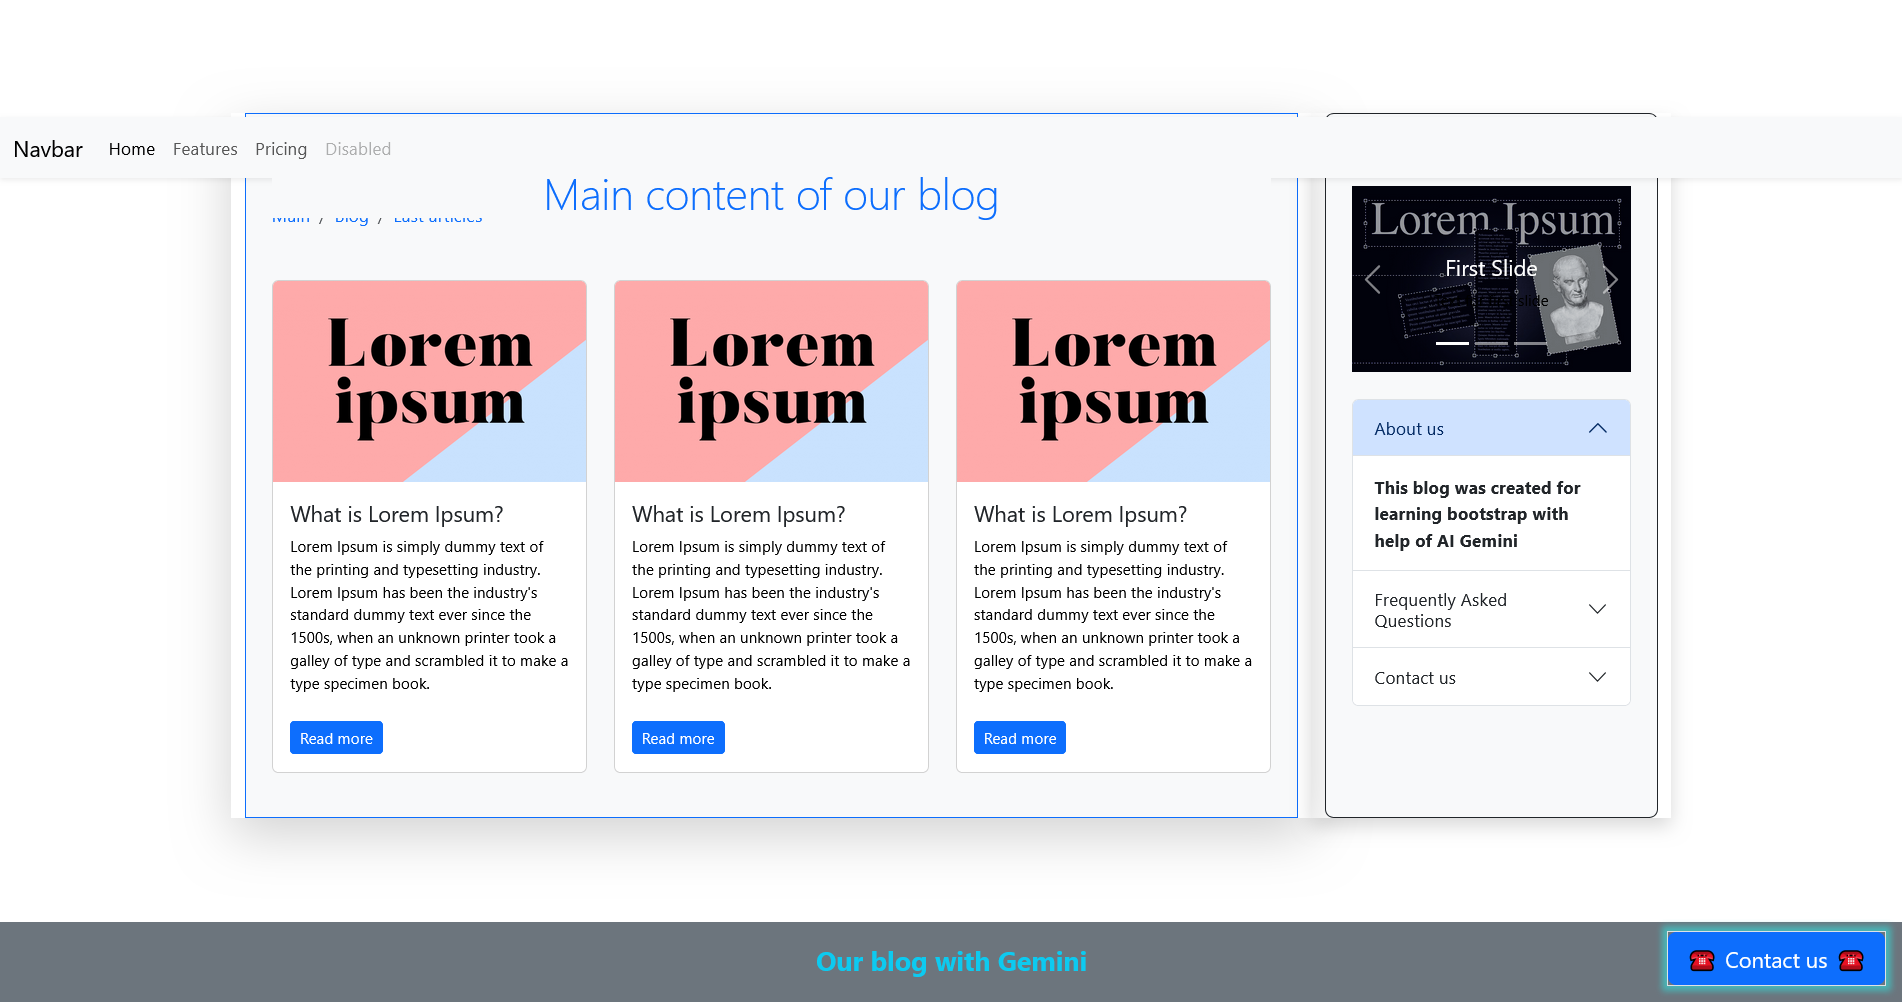 Navbar Home Features Pricing Disabled
Main content of our blog
Main / Blog / Last articles
Lorem
ipsum
What is Lorem Ipsum?
Lorem Ipsum is simply dummy text of
the printing and typesetting industry.
Lorem Ipsum has been the industry's
standard dummy text ever since the
1500s, when an unknown printer took a
galley of type and scrambled it to make a
type specimen book.
Read more
Lorem
ipsum
What is Lorem Ipsum?
Lorem Ipsum is simply dummy text of
the printing and typesetting industry.
Lorem Ipsum has been the industry's
standard dummy text ever since the
1500s, when an unknown printer took a
galley of type and scrambled it to make a
type specimen book.
Read more
Lorem
ipsum
What is Lorem Ipsum?
Lorem Ipsum is simply dummy text of
the printing and typesetting industry.
Lorem Ipsum has been the industry's
standard dummy text ever since the
1500s, when an unknown printer took a
galley of type and scrambled it to make a
type specimen book.
Read more
Lorem Ipsum
First Slide
slide
About us
This blog was created for
learning bootstrap with
help of AI Gemini
Frequently Asked
Questions
Contact us
Our blog with Gemini
Contact us